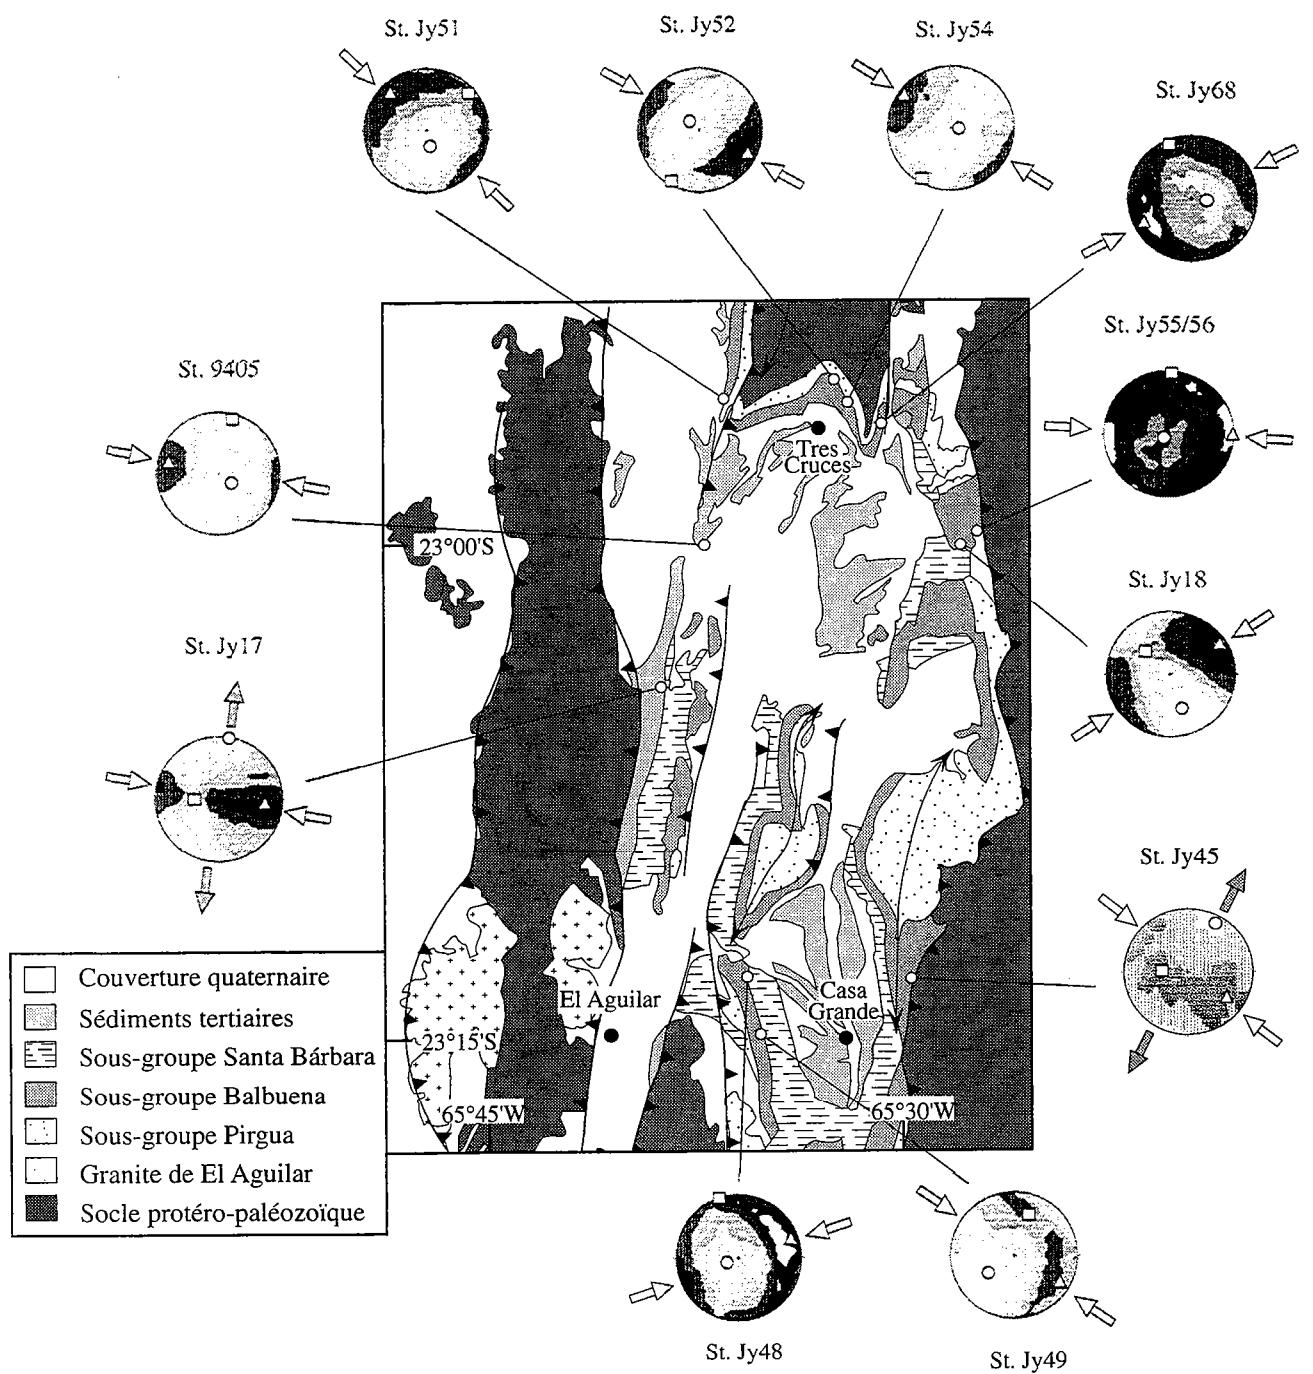 St. Jy51
St. Jy52
St. Jy54
St. Jy68
St. Jy55/56
St. 9405
Tres
Cruces
23°00'S
St. Jy18
St. Jy17
St. Jy45
Couverture quaternaire
Sédiments tertiaires
Sous-groupe Santa Bárbara
Sous-groupe Balbuena
Sous-groupe Pirgua
Granite de El Aguilar
Socle protéro-paléozoïque
El Aguilar
Casa
Grande
23°15'S
65°45'W
65°30'W
St. Jy48
St. Jy49